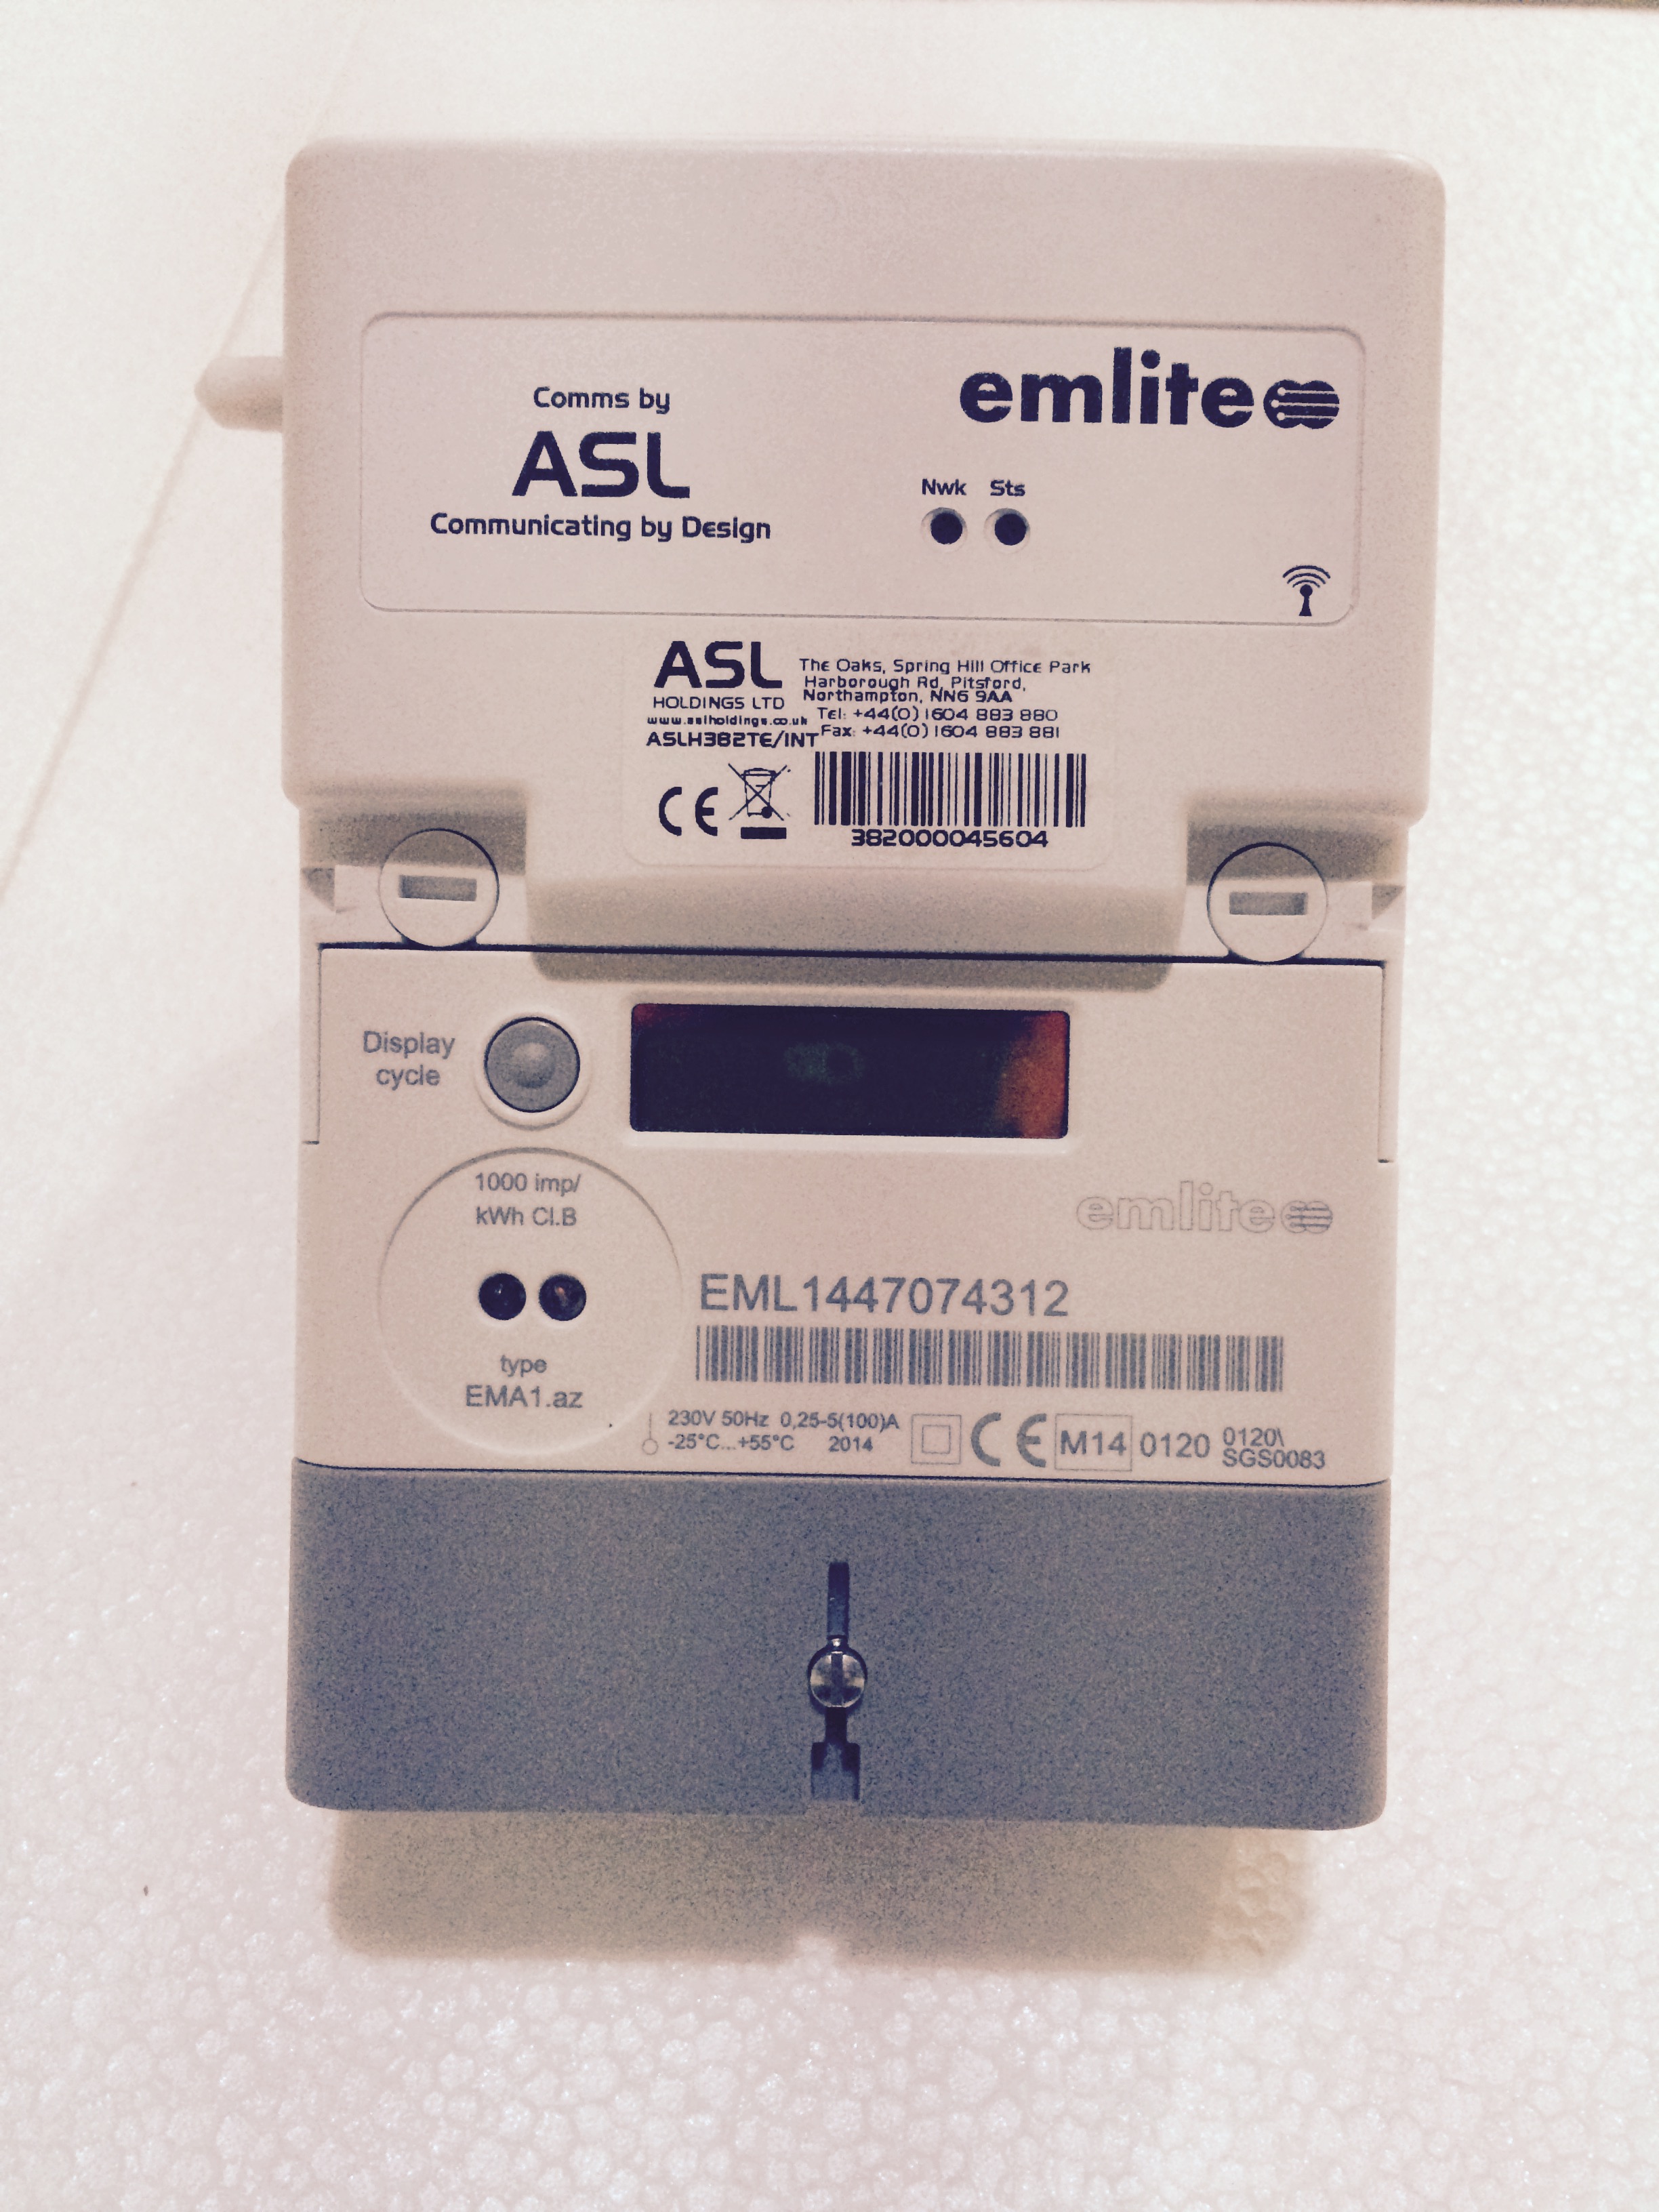 Comms by
ASL
Communicating by Design
emlite
Nwk Sts
ASL
HOLDINGS LTD
www.aslholdings.co.uk
ASLH382TE/INT
The Oaks, Spring Hill Office Park
Harborough Rd, Pitsford,
Northampton, NN6 9AA
Tel: +44(0)1604 883 880
Fax: +44(0)1604 883 881
CE
382000045604
Display
cycle
1000 imp/
kWh Cl.B
type
EMA1.az
emlite
EML1447074312
230V 50Hz 0,25-5(100)A
-25°C...+55°C 2014
CE M14 0120 0120\
SGS0083